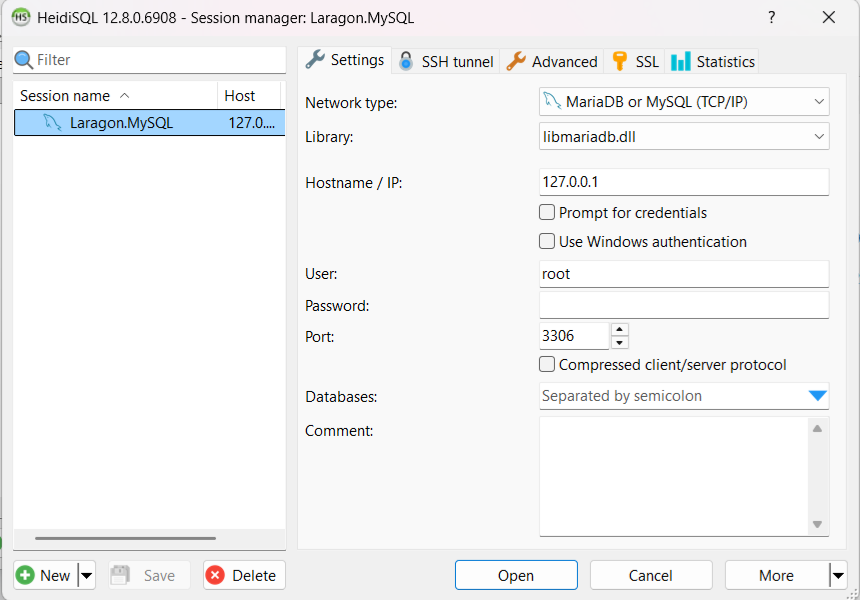 HS HeidiSQL 12.8.0.6908 - Session manager: Laragon.MySQL ?
Filter
Session name Host
Laragon.MySQL 127.0....
Settings SSH tunnel Advanced SSL Statistics
Network type: MariaDB or MySQL (TCP/IP)
Library: libmariadb.dll
Hostname / IP: 127.0.0.1
Prompt for credentials
Use Windows authentication
User: root
Password:
Port: 3306
Compressed client/server protocol
Databases: Separated by semicolon
Comment:
New Save Delete Open Cancel More